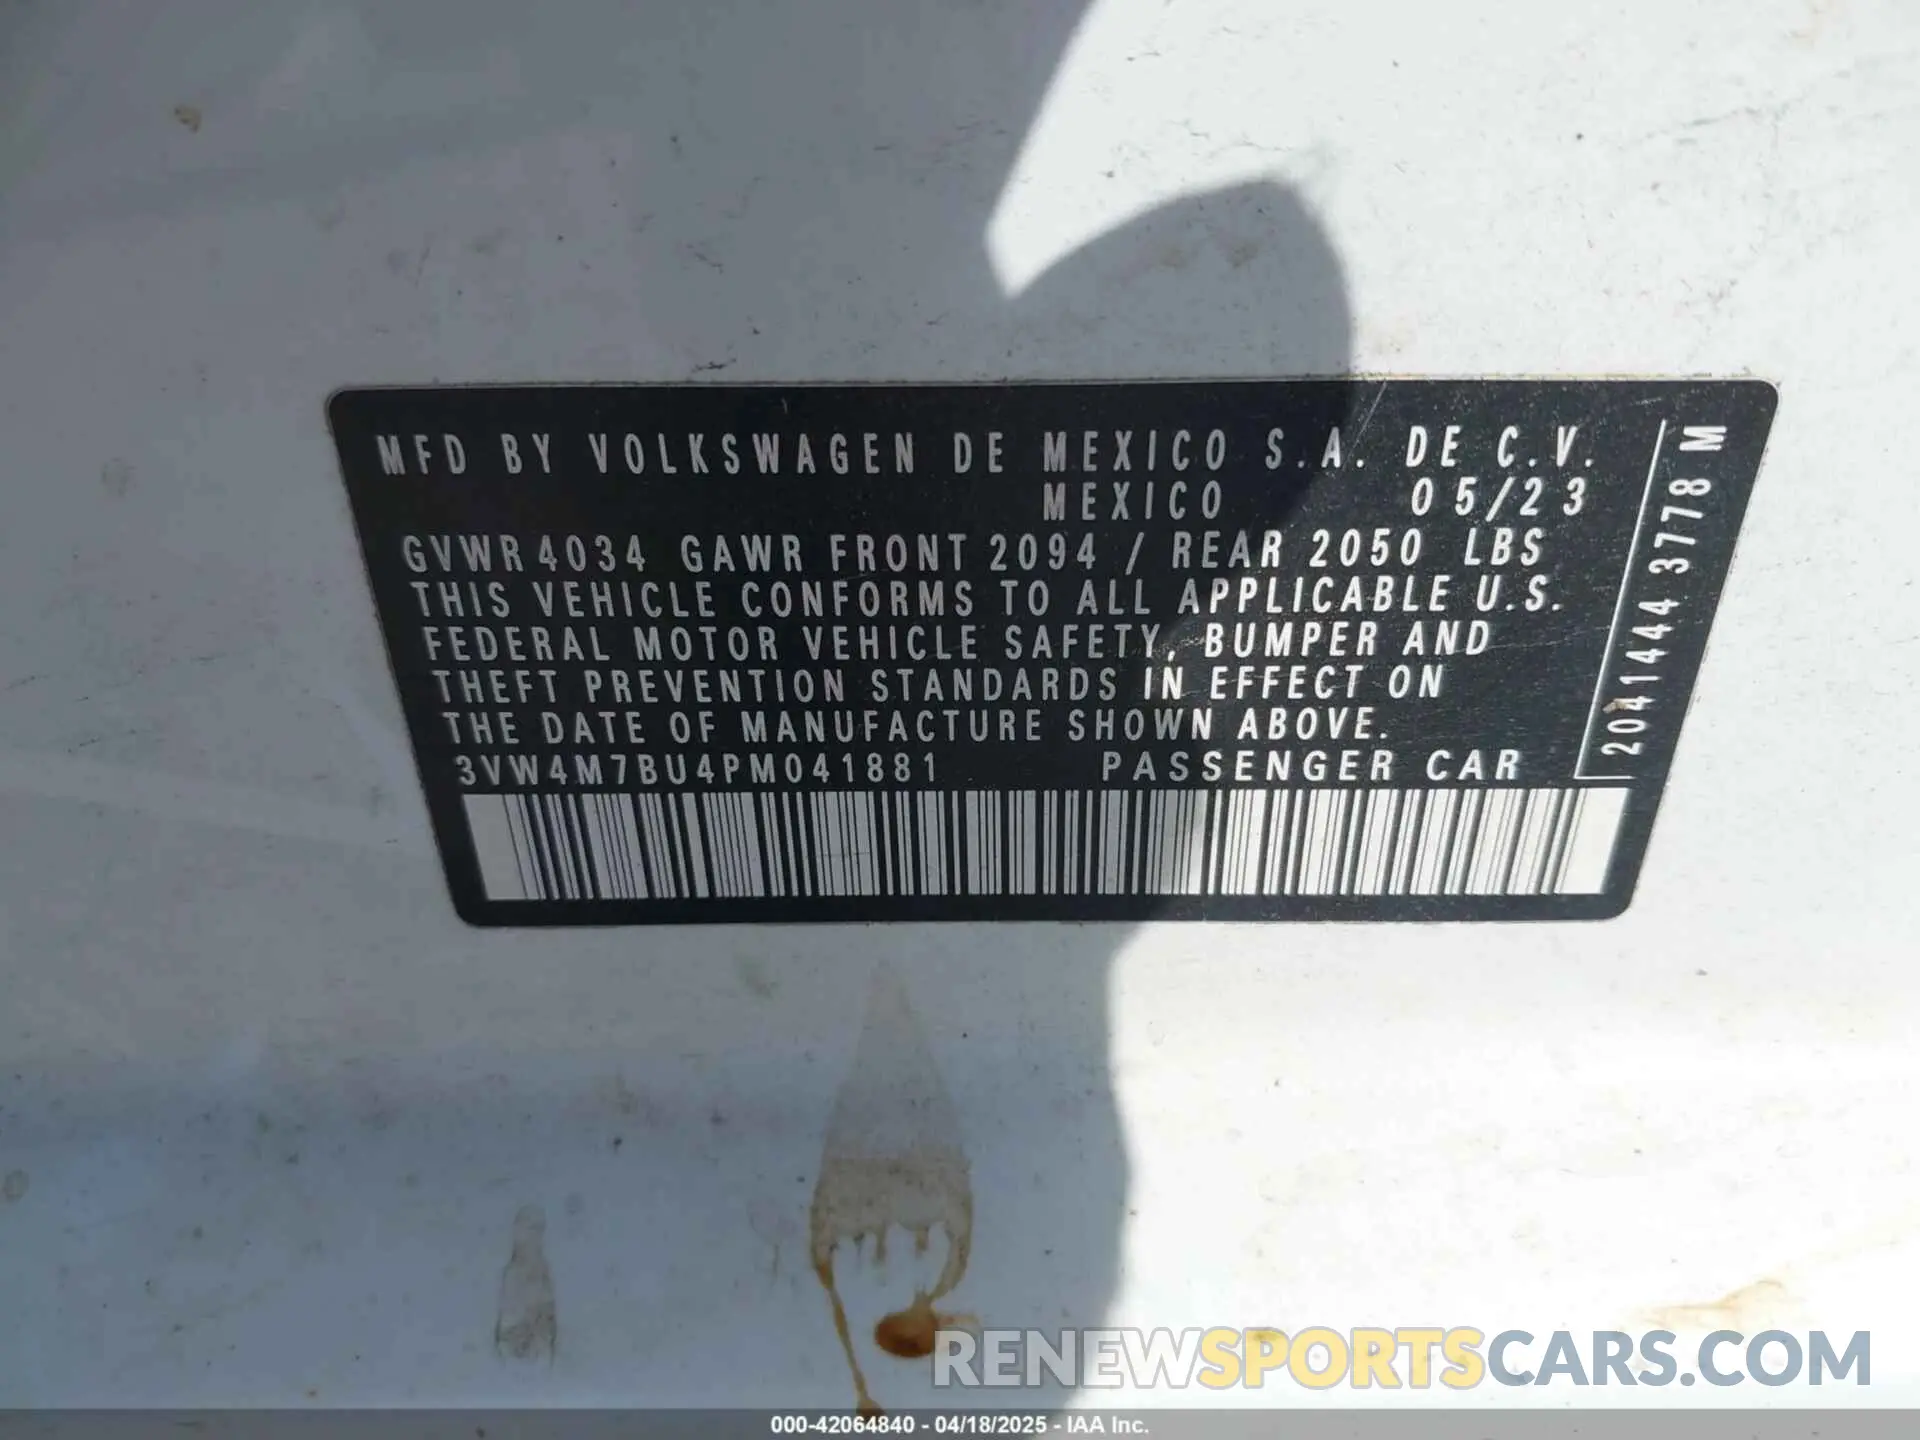 MFD BY VOLKSWAGEN DE MEXICO S.A. DE C.V.
MEXICO 05/23
GVWR 4034 GAWR FRONT 2094 / REAR 2050 LBS
THIS VEHICLE CONFORMS TO ALL APPLICABLE U.S.
FEDERAL MOTOR VEHICLE SAFETY, BUMPER AND
THEFT PREVENTION STANDARDS IN EFFECT ON
THE DATE OF MANUFACTURE SHOWN ABOVE.
3VW4M7BU4PM041881 PASSENGER CAR
2041444 3778 M
RENEWSPORTSCARS.COM
000-42064840 - 04/18/2025 - IAA Inc.